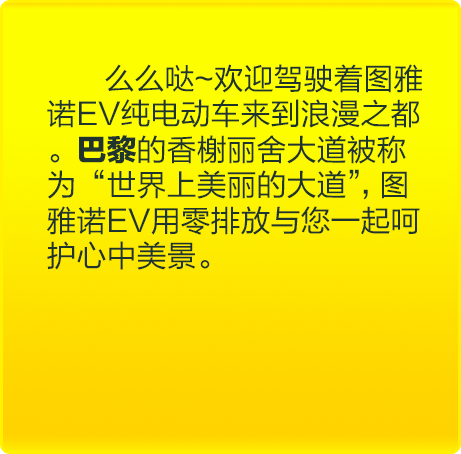 么么哒~欢迎驾驶着图雅
诺EV纯电动车来到浪漫之都
。巴黎的香榭丽舍大道被称
为“世界上美丽的大道”，图
雅诺EV用零排放与您一起呵
护心中美景。